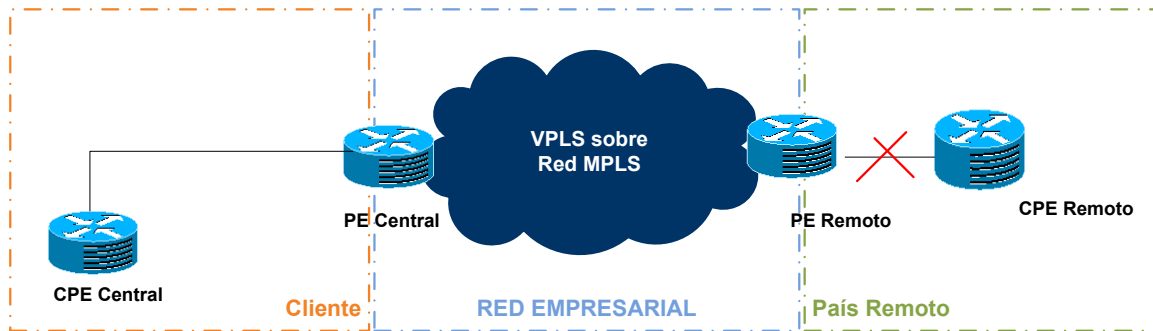 VPLS sobre
Red MPLS
PE Central
PE Remoto
CPE Remoto
CPE Central
Cliente
RED EMPRESARIAL
País Remoto